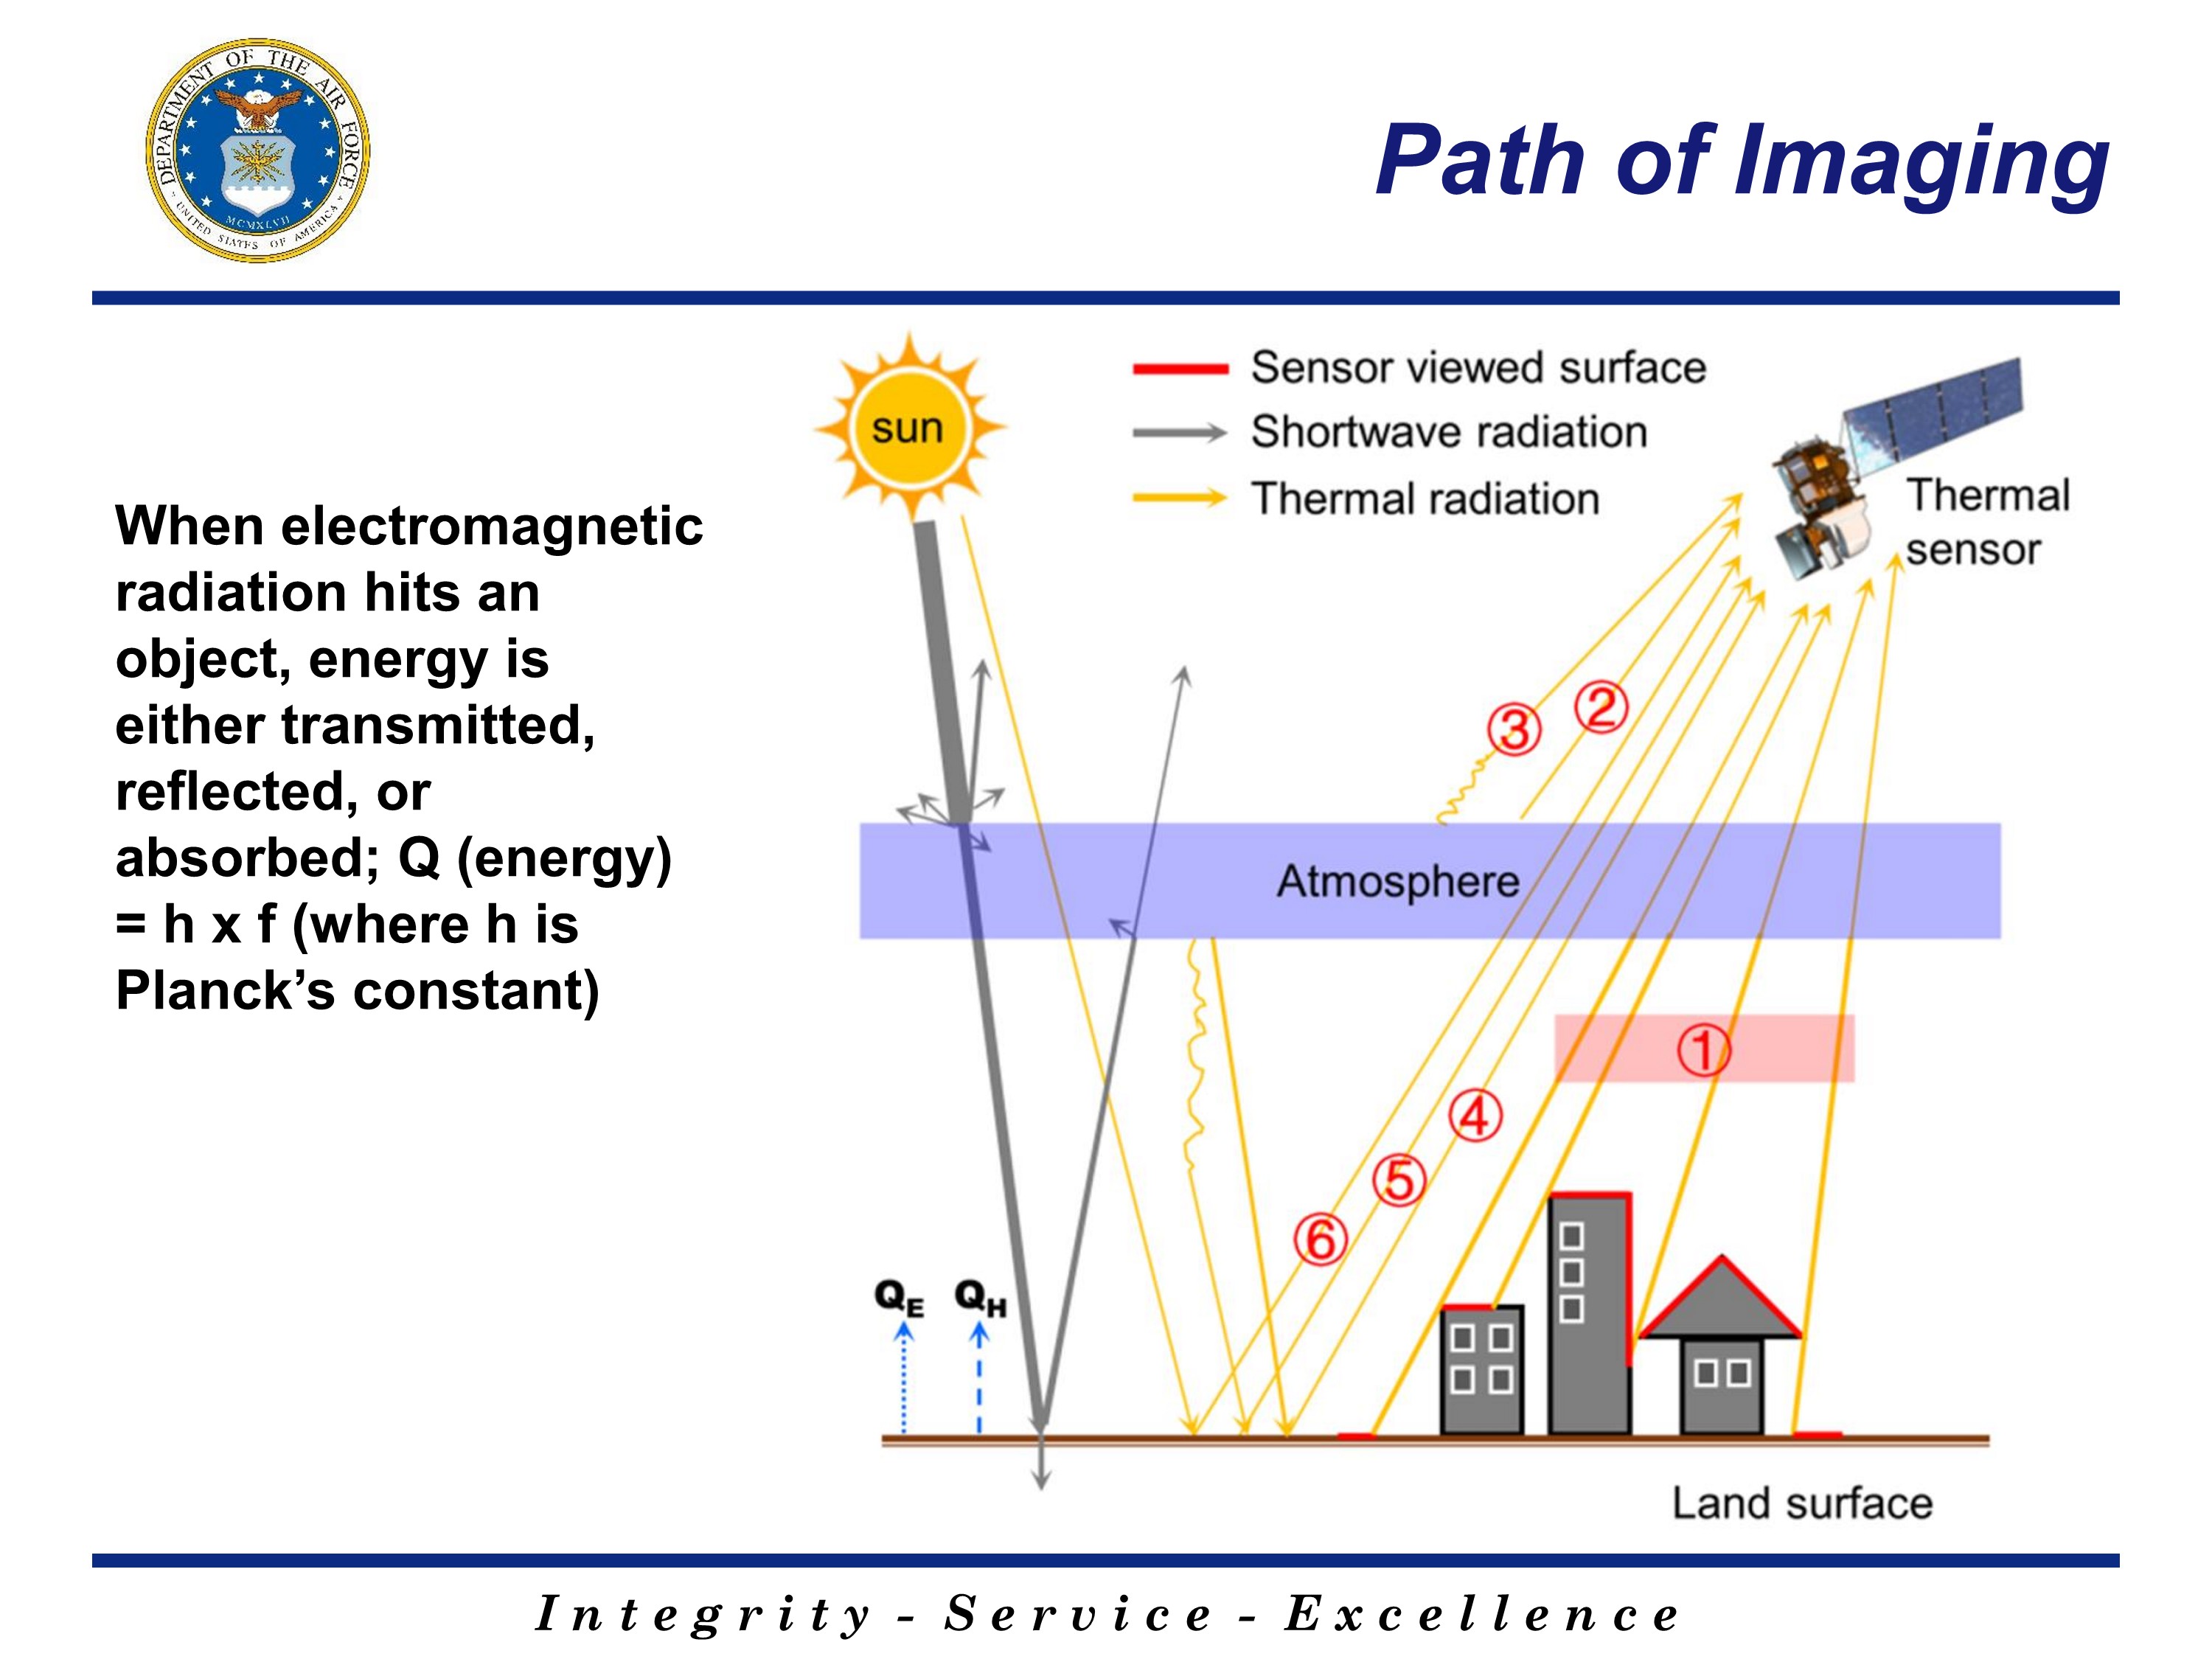 DEPARTMENT OF THE AIR FORCE
UNITED STATES OF AMERICA
MCMXLVII
Path of Imaging
When electromagnetic
radiation hits an
object, energy is
either transmitted,
reflected, or
absorbed; Q (energy)
= h x f (where h is
Planck’s constant)
sun
Sensor viewed surface
Shortwave radiation
Thermal radiation
Thermal
sensor
③
②
Atmosphere
①
④
⑤
⑥
QE QH
Land surface
Integrity - Service - Excellence